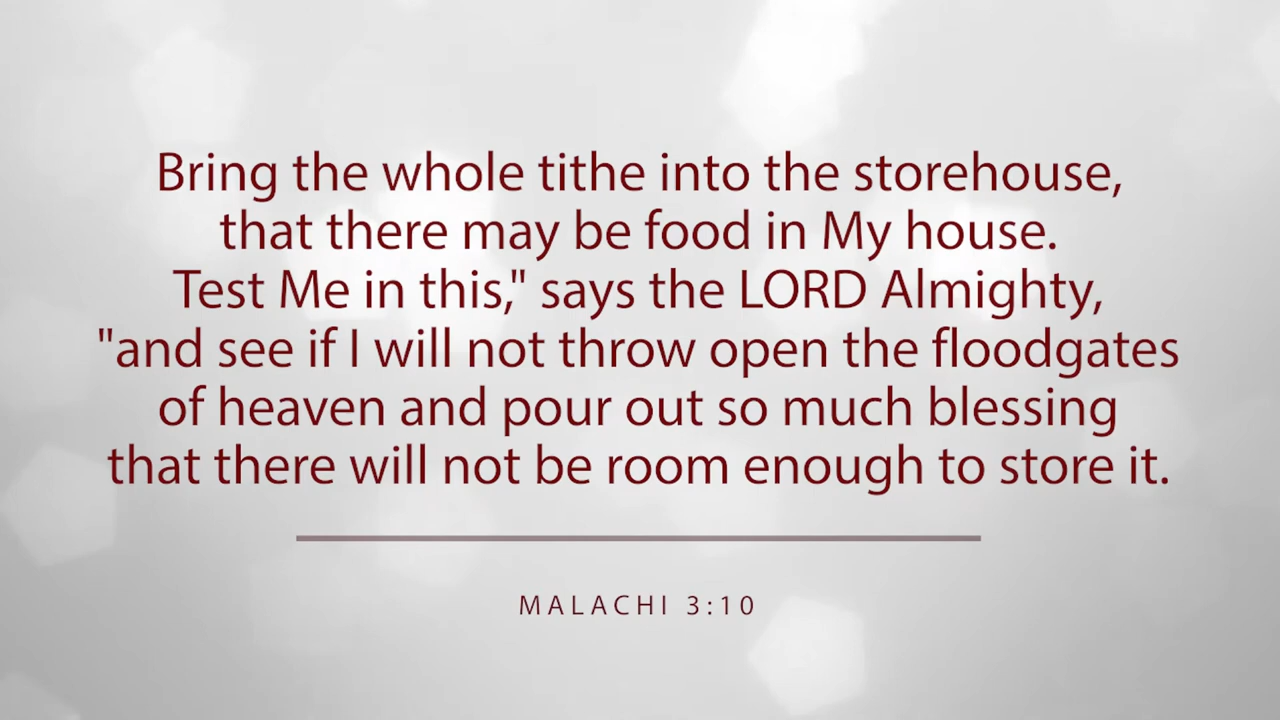 Bring the whole tithe into the storehouse,
that there may be food in My house.
Test Me in this," says the LORD Almighty,
"and see if I will not throw open the floodgates
of heaven and pour out so much blessing
that there will not be room enough to store it.
MALACHI 3:10